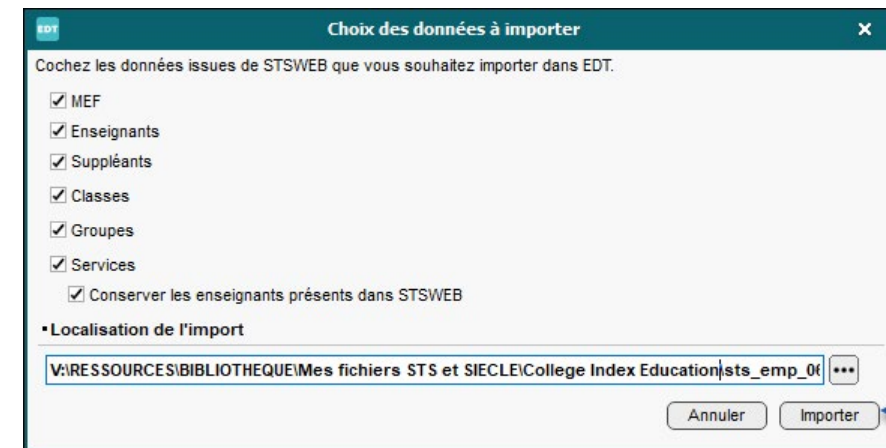 EDT
Choix des données à importer
Cochez les données issues de STSWEB que vous souhaitez importer dans EDT.
MEF
Enseignants
Suppléants
Classes
Groupes
Services
Conserver les enseignants présents dans STSWEB
Localisation de l'import
V:\RESSOURCES\BIBLIOTHEQUE\Mes fichiers STS et SIECLE\College Index Education\sts_emp_06
Annuler
Importer